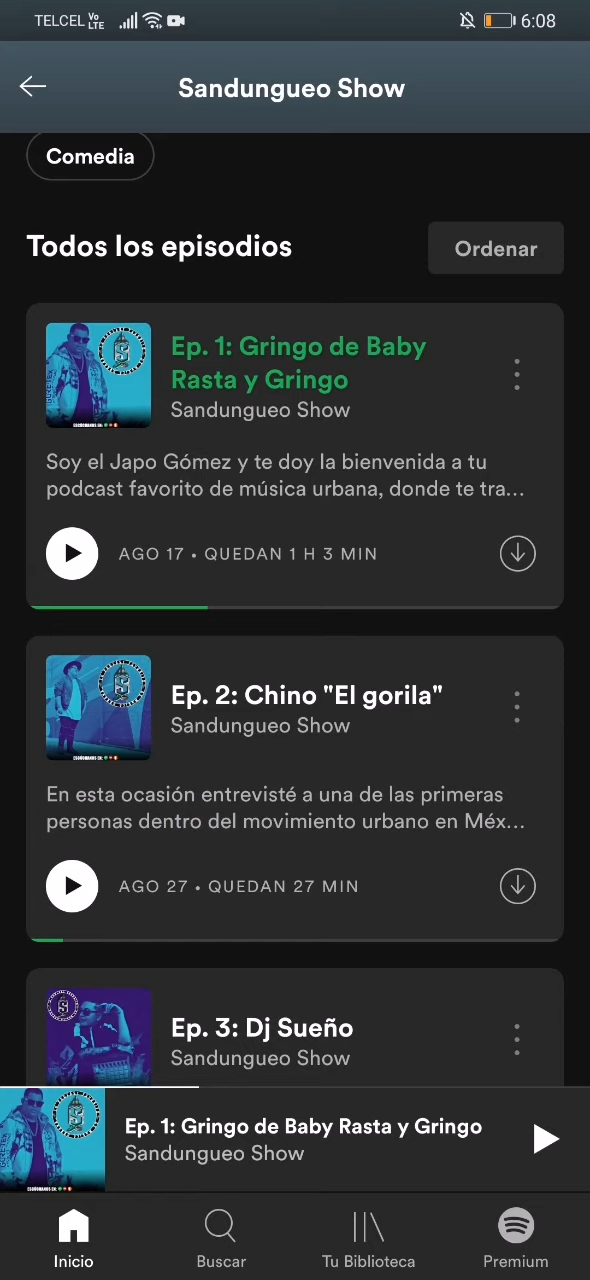 TELCEL Vo LTE 6:08
Sandungueo Show
Comedia
Todos los episodios
Ordenar
Ep. 1: Gringo de Baby
Rasta y Gringo
Sandungueo Show
Soy el Japo Gómez y te doy la bienvenida a tu
podcast favorito de música urbana, donde te tra...
AGO 17 • QUEDAN 1 H 3 MIN
Ep. 2: Chino "El gorila"
Sandungueo Show
En esta ocasión entrevisté a una de las primeras
personas dentro del movimiento urbano en Méx...
AGO 27 • QUEDAN 27 MIN
Ep. 3: Dj Sueño
Sandungueo Show
Ep. 1: Gringo de Baby Rasta y Gringo
Sandungueo Show
Inicio
Buscar
Tu Biblioteca
Premium